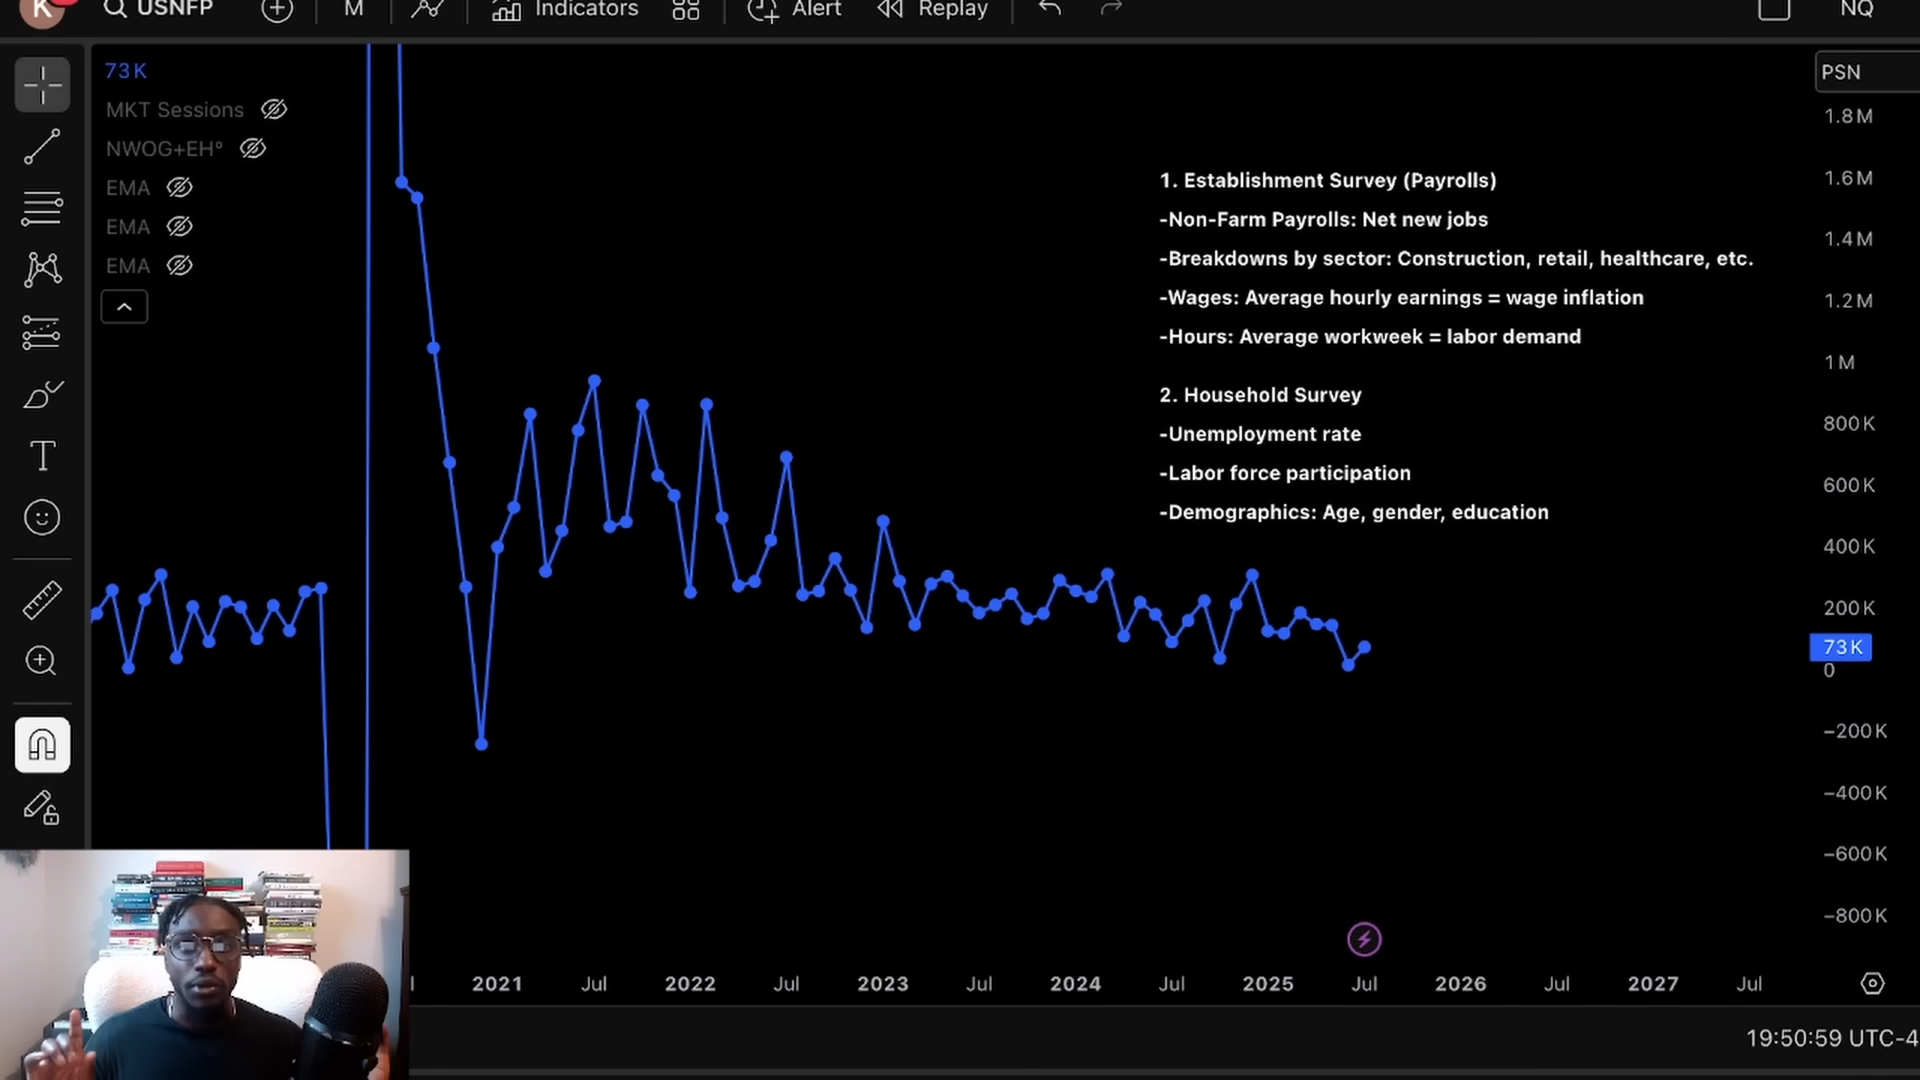 K
USNFP
M
Indicators
Alert
Replay
NQ
73K
MKT Sessions
NWOG+EH°
EMA
EMA
EMA
PSN
1.8M
1.6M
1.4M
1.2M
1M
800K
600K
400K
200K
73K
0
−200K
−400K
−600K
−800K
1. Establishment Survey (Payrolls)
-Non-Farm Payrolls: Net new jobs
-Breakdowns by sector: Construction, retail, healthcare, etc.
-Wages: Average hourly earnings = wage inflation
-Hours: Average workweek = labor demand
2. Household Survey
-Unemployment rate
-Labor force participation
-Demographics: Age, gender, education
2021 Jul 2022 Jul 2023 Jul 2024 Jul 2025 Jul 2026 Jul 2027 Jul
19:50:59 UTC-4